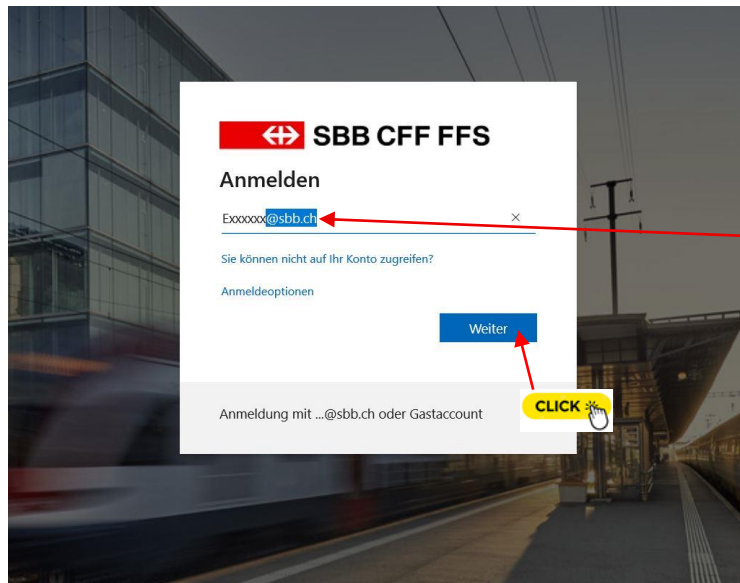 SBB CFF FFS
Anmelden
Exxxxxx@sbb.ch
Sie können nicht auf Ihr Konto zugreifen?
Anmeldeoptionen
Weiter
Anmeldung mit ...@sbb.ch oder Gastaccount
CLICK